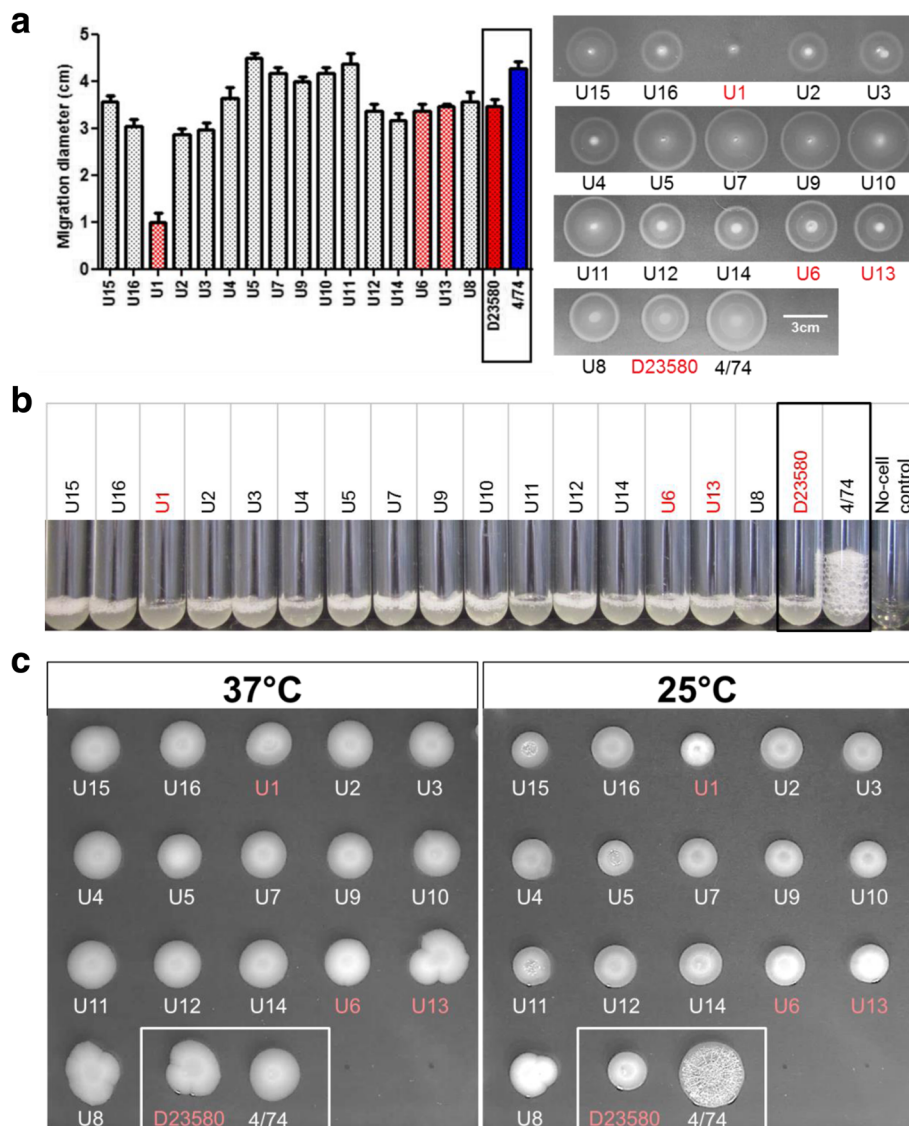 a
Migration diameter (cm)
5
4
3
2
1
0
U15 U16 U1 U2 U3 U4 U5 U7 U9 U10 U11 U12 U14 U6 U13 U8 D23580 4/74
U15 U16 U1 U2 U3
U4 U5 U7 U9 U10
U11 U12 U14 U6 U13
3cm
U8 D23580 4/74
b
U15 U16 U1 U2 U3 U4 U5 U7 U9 U10 U11 U12 U14 U6 U13 U8 D23580 4/74 No-cell
control
c
37°C
U15 U16 U1 U2 U3
U4 U5 U7 U9 U10
U11 U12 U14 U6 U13
U8 D23580 4/74
25°C
U15 U16 U1 U2 U3
U4 U5 U7 U9 U10
U11 U12 U14 U6 U13
U8 D23580 4/74